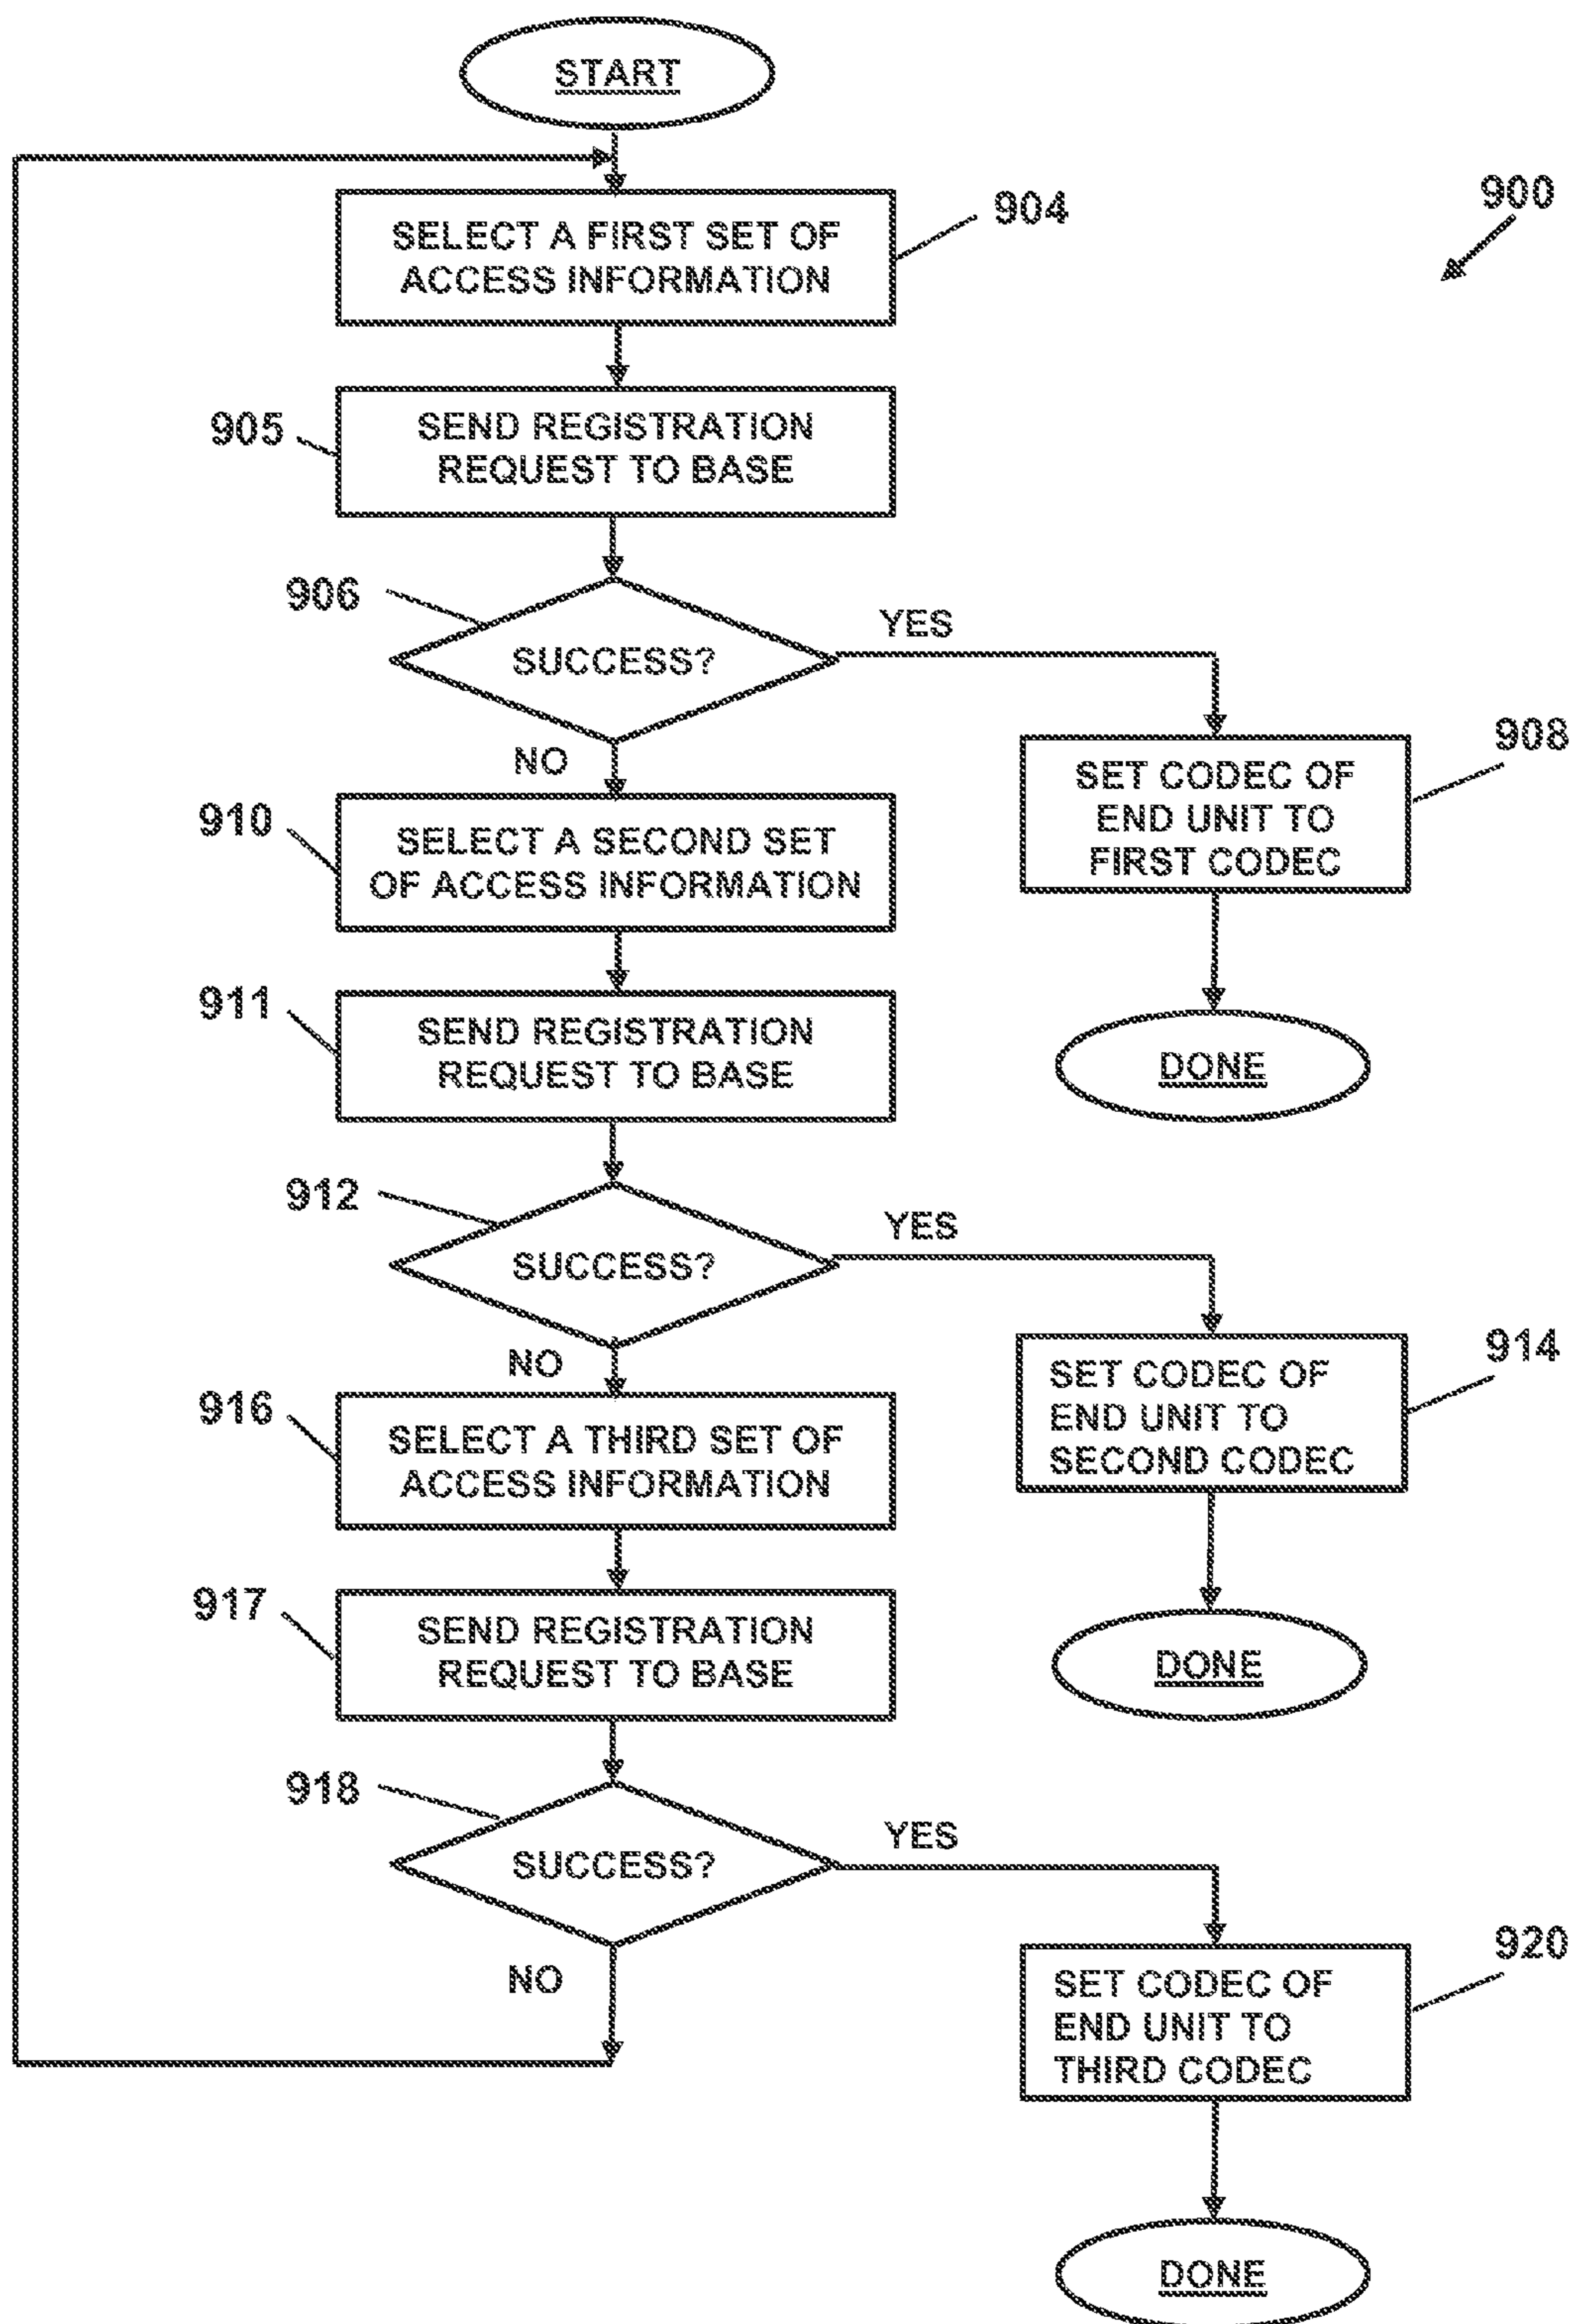 START
900
904
SELECT A FIRST SET OF
ACCESS INFORMATION
905
SEND REGISTRATION
REQUEST TO BASE
906
SUCCESS?
YES
NO
908
SET CODEC OF
END UNIT TO
FIRST CODEC
DONE
910
SELECT A SECOND SET
OF ACCESS INFORMATION
911
SEND REGISTRATION
REQUEST TO BASE
912
SUCCESS?
YES
NO
914
SET CODEC OF
END UNIT TO
SECOND CODEC
DONE
916
SELECT A THIRD SET OF
ACCESS INFORMATION
917
SEND REGISTRATION
REQUEST TO BASE
918
SUCCESS?
YES
NO
920
SET CODEC OF
END UNIT TO
THIRD CODEC
DONE